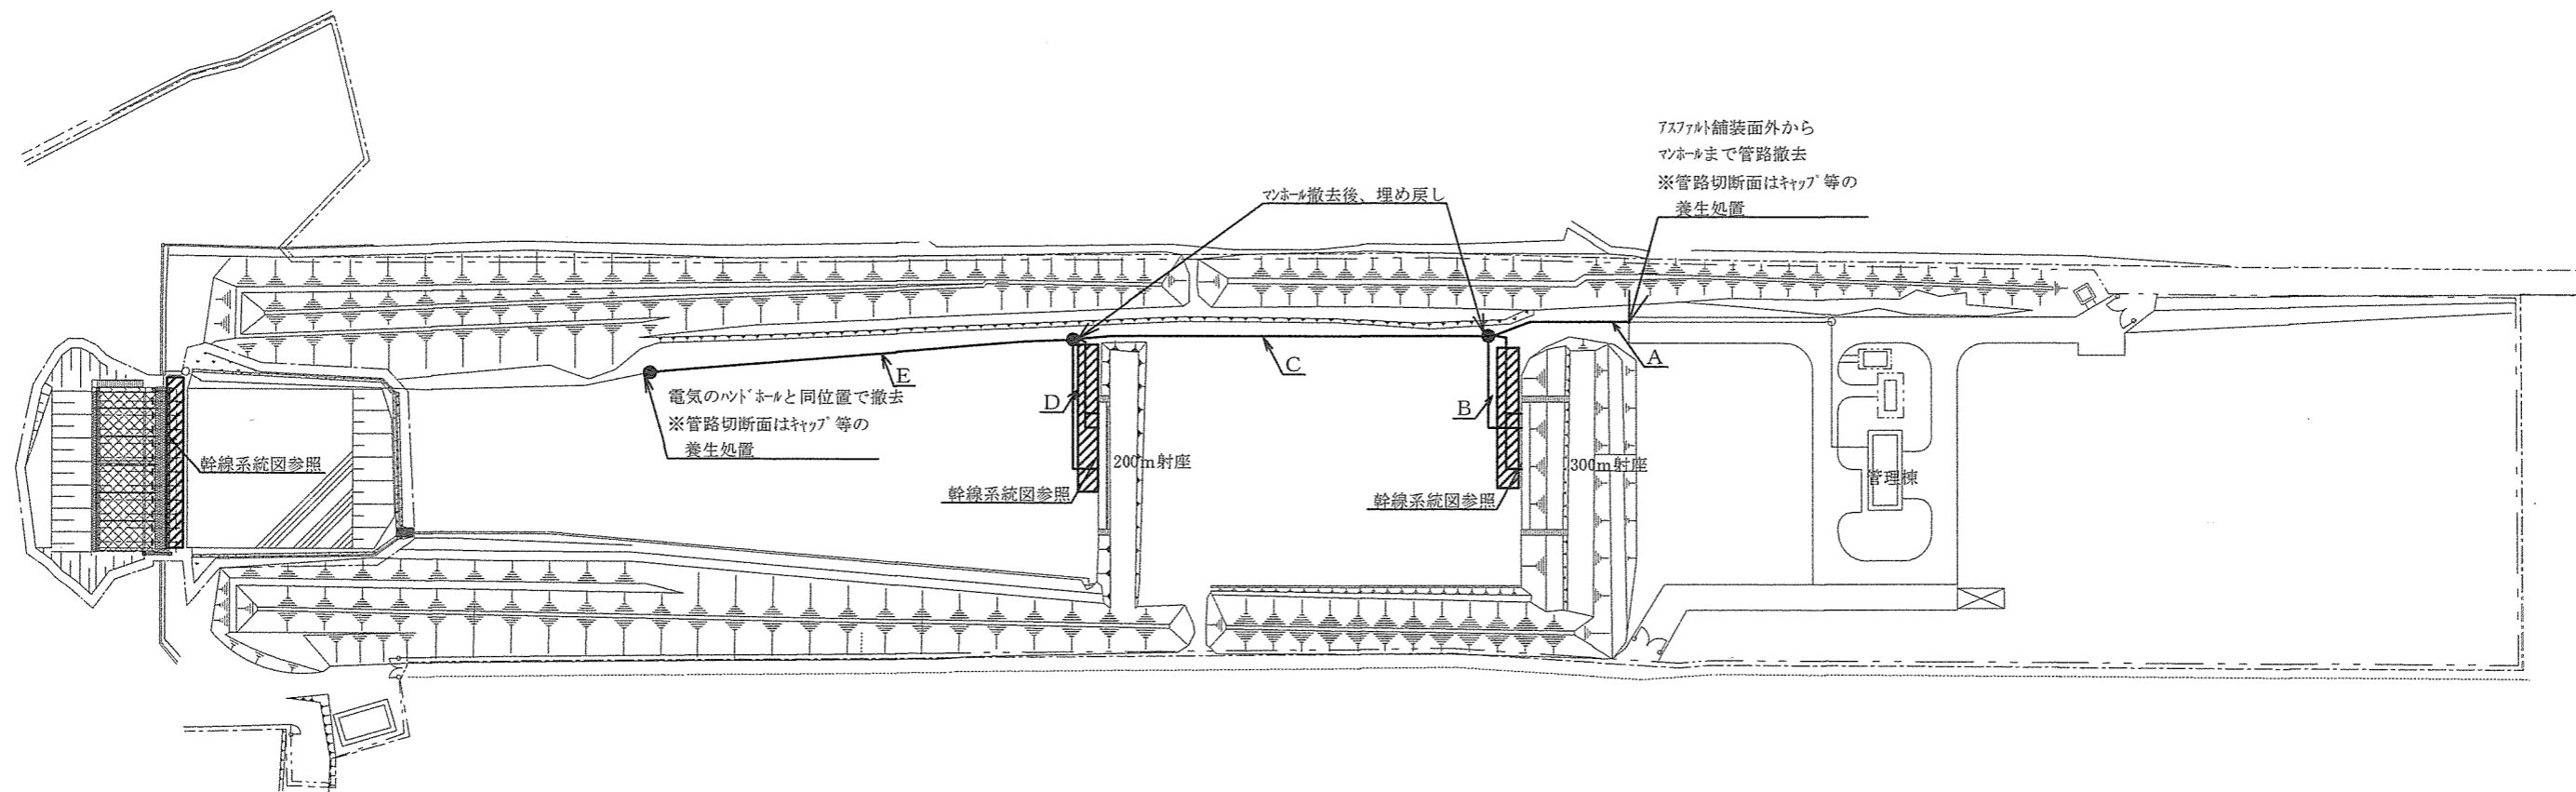 アスファルト舗装面外から
マンホールまで管路撤去
※管路切断面はキャップ等の
養生処置
マンホール撤去後、埋め戻し
A
C
E
電気のハンドホールと同位置で撤去
※管路切断面はキャップ等の
養生処置
D
B
幹線系統図参照
200m射座
300m射座
管理棟
幹線系統図参照
幹線系統図参照